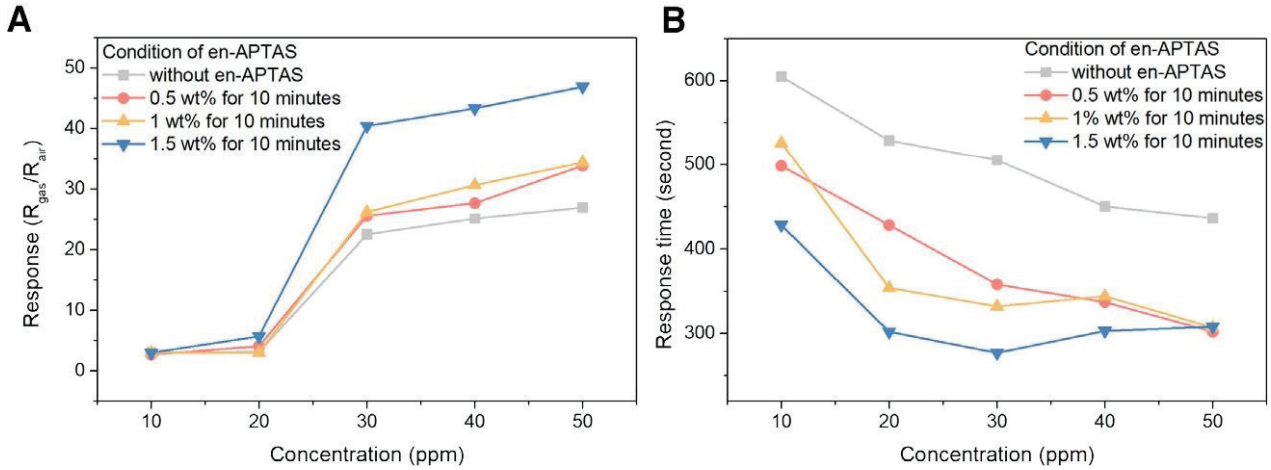 A
Condition of en-APTAS
without en-APTAS
0.5 wt% for 10 minutes
1 wt% for 10 minutes
1.5 wt% for 10 minutes
Response (R_gas/R_air)
50
40
30
20
10
0
10 20 30 40 50
Concentration (ppm)
B
Condition of en-APTAS
without en-APTAS
0.5 wt% for 10 minutes
1% wt% for 10 minutes
1.5 wt% for 10 minutes
Response time (second)
600
500
400
300
10 20 30 40 50
Concentration (ppm)